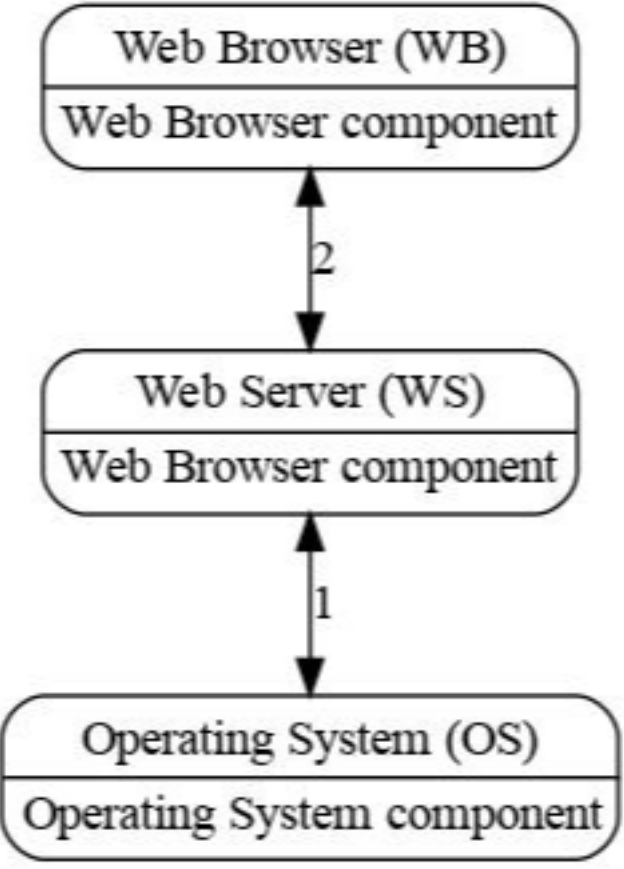 Web Browser (WB)
Web Browser component
2
Web Server (WS)
Web Browser component
1
Operating System (OS)
Operating System component